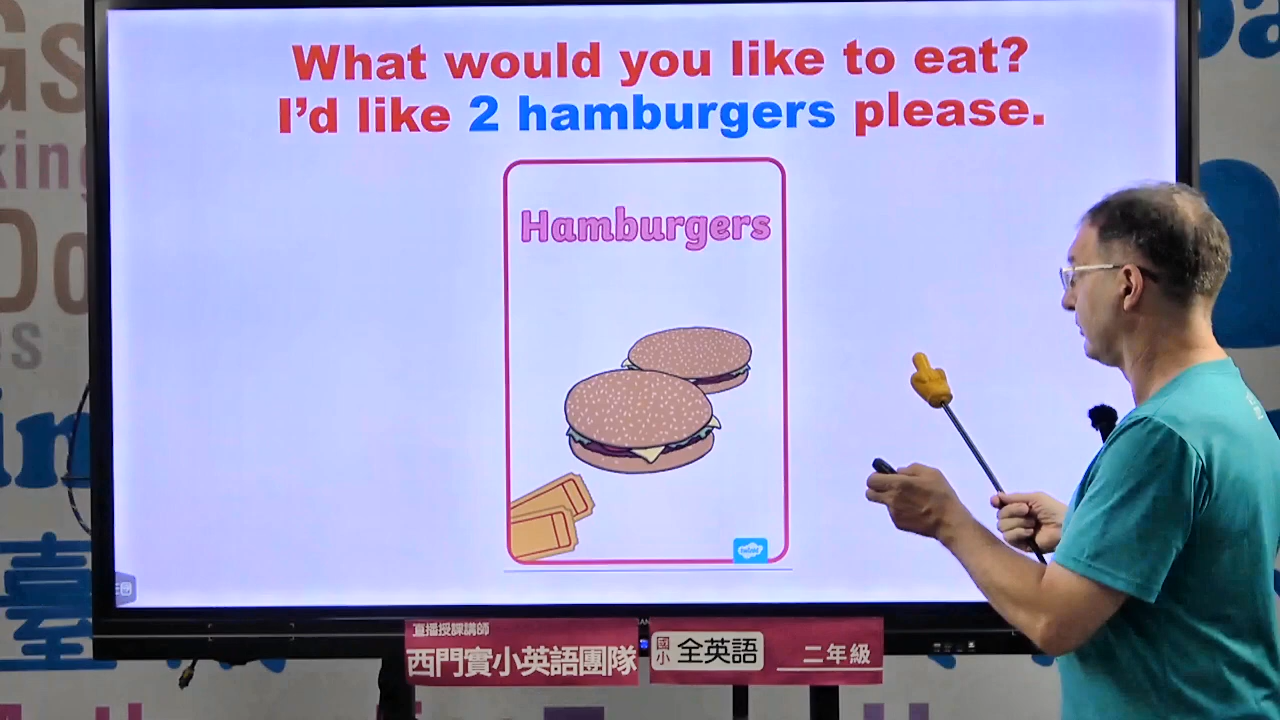 What would you like to eat?
I'd like 2 hamburgers please.
Hamburgers
直播授課講師
西門實小英語團隊
國小
全英語
二年級
臺